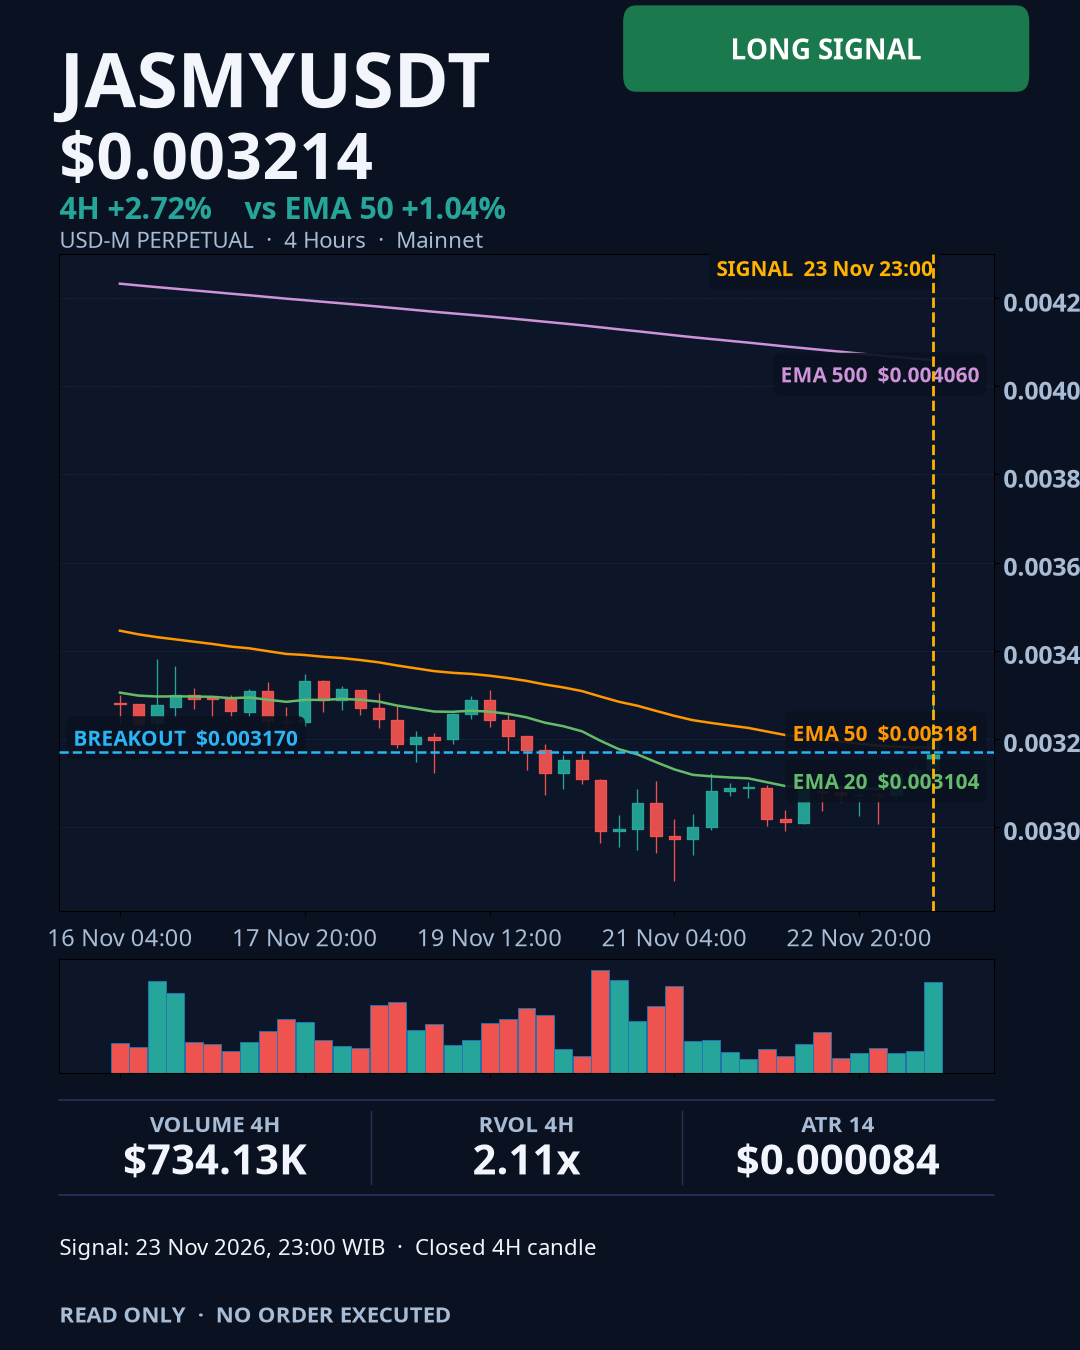 LONG SIGNAL
JASMYUSDT
$0.003214
4H +2.72% vs EMA 50 +1.04%
USD-M PERPETUAL · 4 Hours · Mainnet
SIGNAL 23 Nov 23:00
0.0042
EMA 500 $0.004060
0.0040
0.0038
0.0036
0.0034
BREAKOUT $0.003170
EMA 50 $0.003181
0.0032
EMA 20 $0.003104
0.0030
16 Nov 04:00 17 Nov 20:00 19 Nov 12:00 21 Nov 04:00 22 Nov 20:00
VOLUME 4H RVOL 4H ATR 14
$734.13K 2.11x $0.000084
Signal: 23 Nov 2026, 23:00 WIB · Closed 4H candle
READ ONLY · NO ORDER EXECUTED